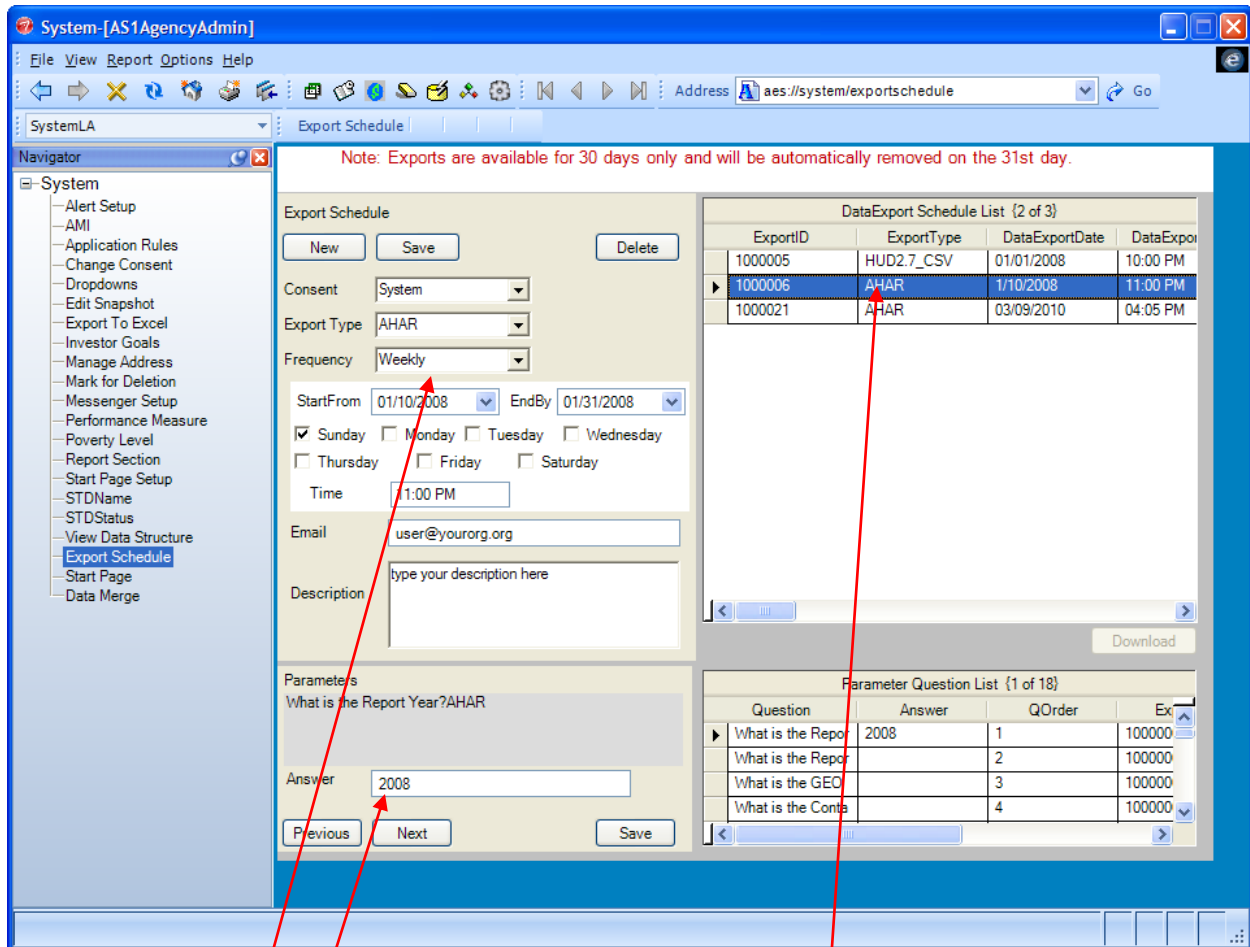 System-[AS1AgencyAdmin]
File View Report Options Help
Address aes://system/exportschedule Go
SystemLA Export Schedule
Navigator
Note: Exports are available for 30 days only and will be automatically removed on the 31st day.
System
Alert Setup
AMI
Application Rules
Change Consent
Dropdowns
Edit Snapshot
Export To Excel
Investor Goals
Manage Address
Mark for Deletion
Messenger Setup
Performance Measure
Poverty Level
Report Section
Start Page Setup
STDName
STDStatus
View Data Structure
Export Schedule
Start Page
Data Merge
Export Schedule
New Save Delete
Consent System
Export Type AHAR
Frequency Weekly
StartFrom 01/10/2008 EndBy 01/31/2008
Sunday Monday Tuesday Wednesday
Thursday Friday Saturday
Time 11:00 PM
Email user@yourorg.org
Description type your description here
Parameters
What is the Report Year?AHAR
Answer 2008
Previous Next Save
DataExport Schedule List {2 of 3}
ExportID ExportType DataExportDate DataExpor
1000005 HUD2.7_CSV 01/01/2008 10:00 PM
1000006 AHAR 1/10/2008 11:00 PM
1000021 AHAR 03/09/2010 04:05 PM
Download
Parameter Question List {1 of 18}
Question Answer QOrder Ex
What is the Repor 2008 1 100000
What is the Repor 2 100000
What is the GEO 3 100000
What is the Conta 4 100000